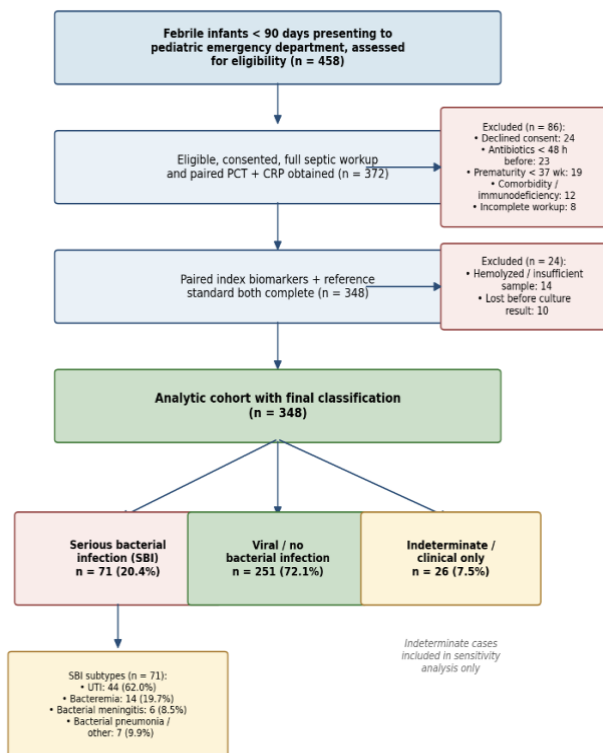 Febrile infants < 90 days presenting to
pediatric emergency department, assessed
for eligibility (n = 458)
Eligible, consented, full septic workup
and paired PCT + CRP obtained (n = 372)
Excluded (n = 86):
• Declined consent: 24
• Antibiotics < 48 h
before: 23
• Prematurity < 37 wk: 19
• Comorbidity /
immunodeficiency: 12
• Incomplete workup: 8
Paired index biomarkers + reference
standard both complete (n = 348)
Excluded (n = 24):
• Hemolyzed / insufficient
sample: 14
• Lost before culture
result: 10
Analytic cohort with final classification
(n = 348)
Serious bacterial
infection (SBI)
n = 71 (20.4%)
Viral / no
bacterial infection
n = 251 (72.1%)
Indeterminate /
clinical only
n = 26 (7.5%)
SBI subtypes (n = 71):
• UTI: 44 (62.0%)
• Bacteremia: 14 (19.7%)
• Bacterial meningitis: 6 (8.5%)
• Bacterial pneumonia /
other: 7 (9.9%)
Indeterminate cases
included in sensitivity
analysis only